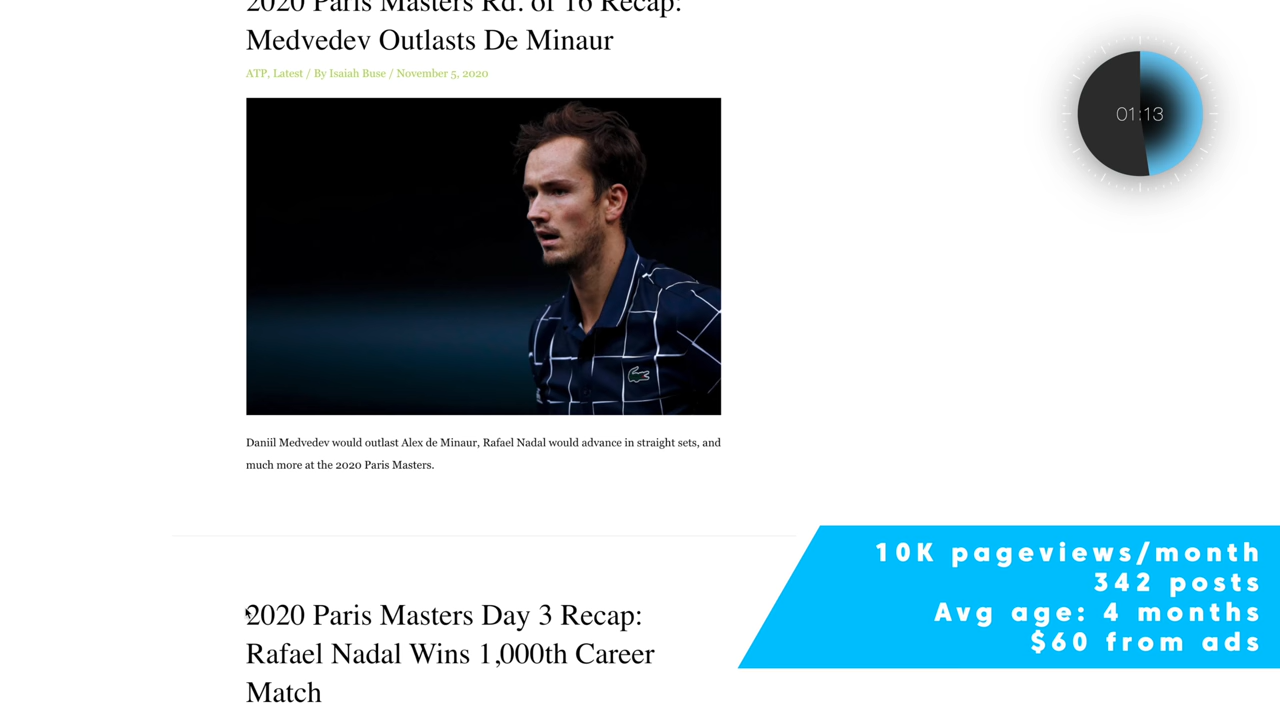 2020 Paris Masters Rd. of 16 Recap:
Medvedev Outlasts De Minaur
ATP, Latest / By Isaiah Buse / November 5, 2020
01:13
Daniil Medvedev would outlast Alex de Minaur, Rafael Nadal would advance in straight sets, and
much more at the 2020 Paris Masters.
10K pageviews/month
342 posts
Avg age: 4 months
$60 from ads
2020 Paris Masters Day 3 Recap:
Rafael Nadal Wins 1,000th Career
Match